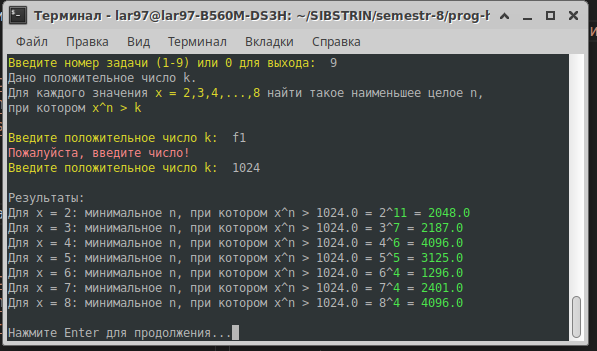 Терминал - lar97@lar97-B560M-DS3H: ~/SIBSTRIN/semestr-8/prog-h
Файл Правка Вид Терминал Вкладки Справка
Введите номер задачи (1-9) или 0 для выхода:  9
Дано положительное число k.
Для каждого значения x = 2,3,4,...,8 найти такое наименьшее целое n,
при котором x^n > k
Введите положительное число k:  f1
Пожалуйста, введите число!
Введите положительное число k:  1024
Результаты:
Для x = 2: минимальное n, при котором x^n > 1024.0 = 2^11 = 2048.0
Для x = 3: минимальное n, при котором x^n > 1024.0 = 3^7 = 2187.0
Для x = 4: минимальное n, при котором x^n > 1024.0 = 4^6 = 4096.0
Для x = 5: минимальное n, при котором x^n > 1024.0 = 5^5 = 3125.0
Для x = 6: минимальное n, при котором x^n > 1024.0 = 6^4 = 1296.0
Для x = 7: минимальное n, при котором x^n > 1024.0 = 7^4 = 2401.0
Для x = 8: минимальное n, при котором x^n > 1024.0 = 8^4 = 4096.0
Нажмите Enter для продолжения...